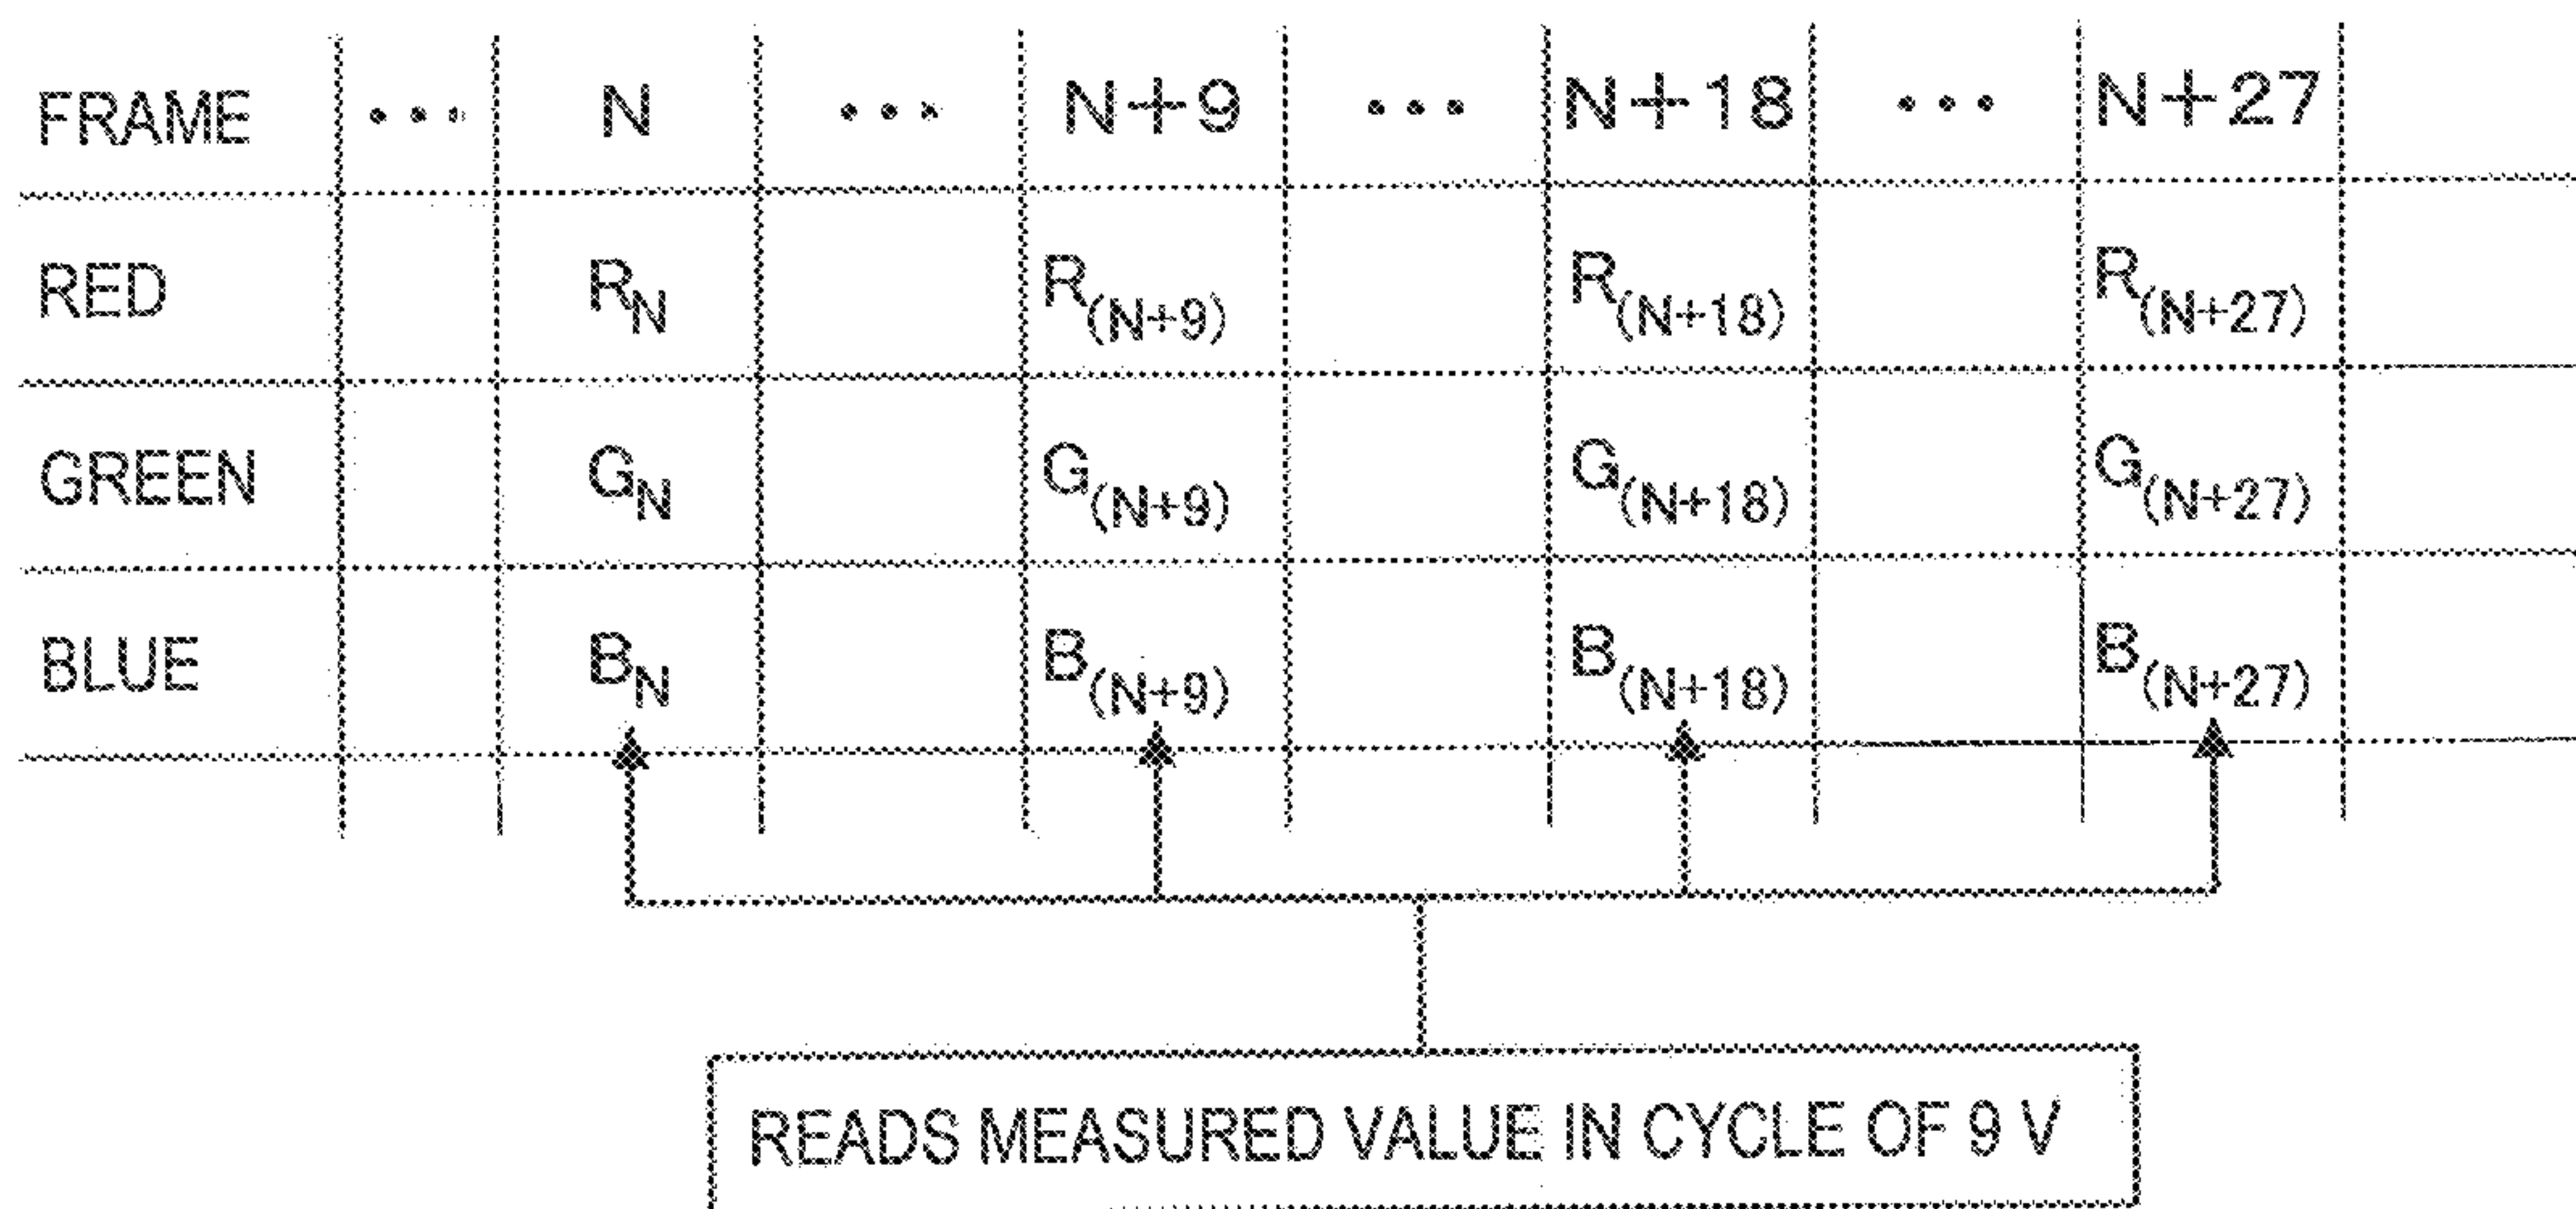 FRAME ... N ... N+9 ... N+18 ... N+27
RED R_N R_(N+9) R_(N+18) R_(N+27)
GREEN G_N G_(N+9) G_(N+18) G_(N+27)
BLUE B_N B_(N+9) B_(N+18) B_(N+27)
READS MEASURED VALUE IN CYCLE OF 9 V